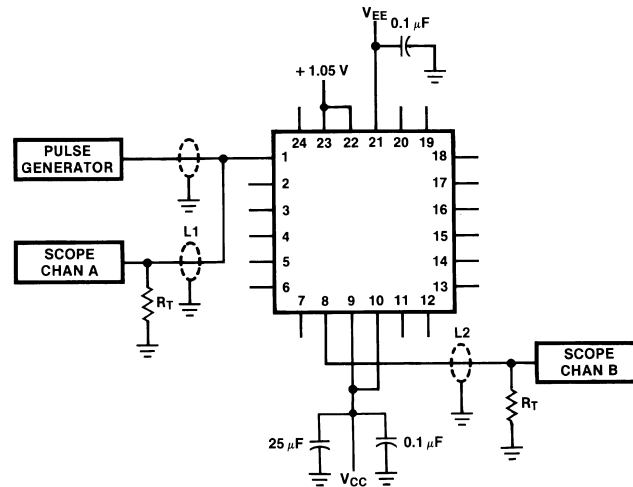 VEE
0.1 μF
+ 1.05 V
24 23 22 21 20 19
PULSE
GENERATOR
1
2
3
4
5
6
18
17
16
15
14
13
L1
SCOPE
CHAN A
RT
7 8 9 10 11 12
L2
SCOPE
CHAN B
RT
25 μF
0.1 μF
VCC